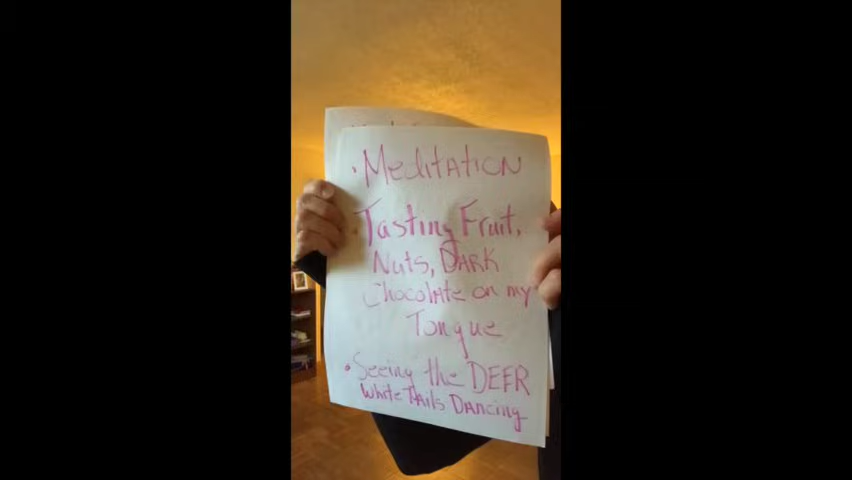 • Meditation
• Tasting Fruit,
Nuts, DARK
Chocolate on my
Tongue
• Seeing the DEER
White TAils DAncing